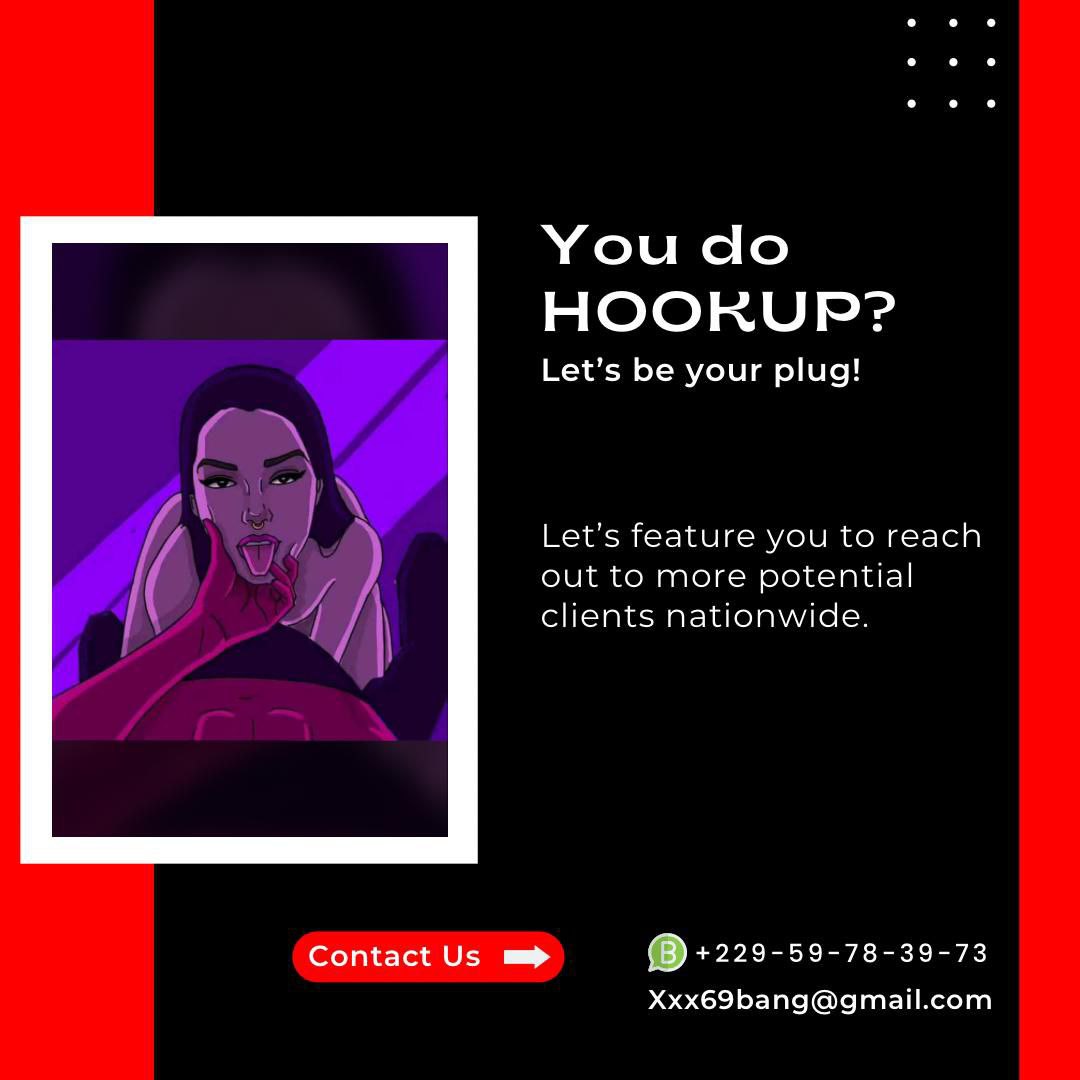 You do
HOOKUP?
Let's be your plug!
Let's feature you to reach
out to more potential
clients nationwide.
Contact Us
B +229-59-78-39-73
Xxx69bang@gmail.com